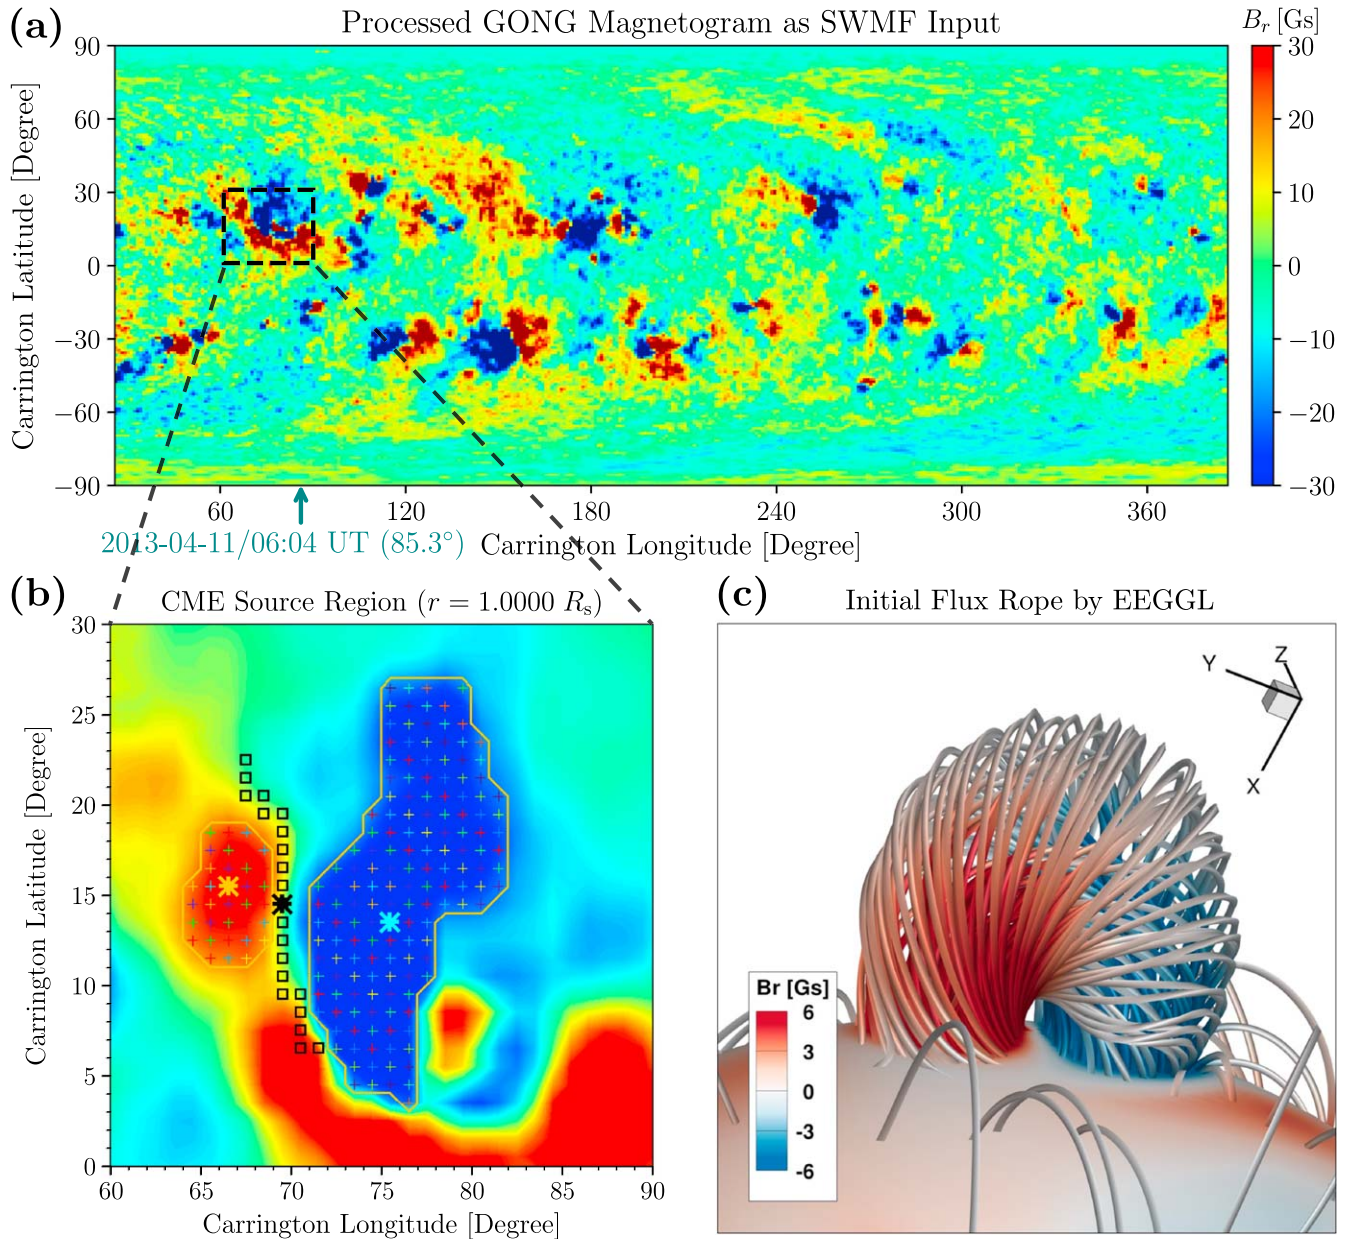 (a)
Processed GONG Magnetogram as SWMF Input
B_r [Gs]
Carrington Latitude [Degree]
90
60
30
0
−30
−60
−90
60
120
180
240
300
360
30
20
10
0
−10
−20
−30
2013-04-11/06:04 UT (85.3°)
Carrington Longitude [Degree]
(b)
CME Source Region (r = 1.0000 R_s)
Carrington Latitude [Degree]
30
25
20
15
10
5
0
60
65
70
75
80
85
90
Carrington Longitude [Degree]
(c)
Initial Flux Rope by EEGGL
Y
Z
X
Br [Gs]
6
3
0
-3
-6